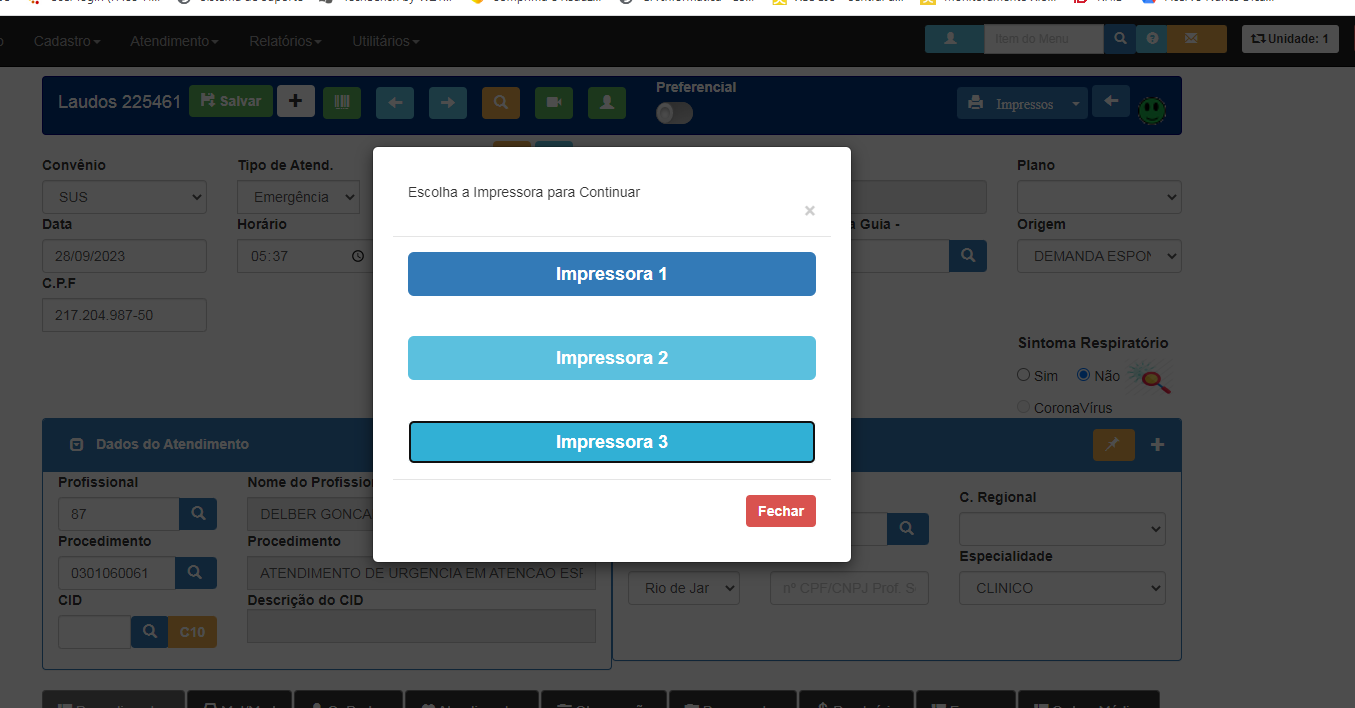 Cadastro
Atendimento
Relatórios
Utilitários
Item do Menu
Unidade: 1
Laudos 225461
Salvar
Preferencial
Impressos
Convênio
Tipo de Atend.
Plano
SUS
Emergência
Data
Horário
a Guia -
Origem
28/09/2023
05:37
DEMANDA ESPON
C.P.F
217.204.987-50
Escolha a Impressora para Continuar
×
Impressora 1
Impressora 2
Impressora 3
Fechar
Sintoma Respiratório
Sim
Não
CoronaVírus
Dados do Atendimento
Profissional
Nome do Profissio
C. Regional
87
DELBER GONCA
Procedimento
Procedimento
Especialidade
0301060061
ATENDIMENTO DE URGENCIA EM ATENCAO ESP
Rio de Jar
nº CPF/CNPJ Prof. S
CLINICO
CID
Descrição do CID
C10